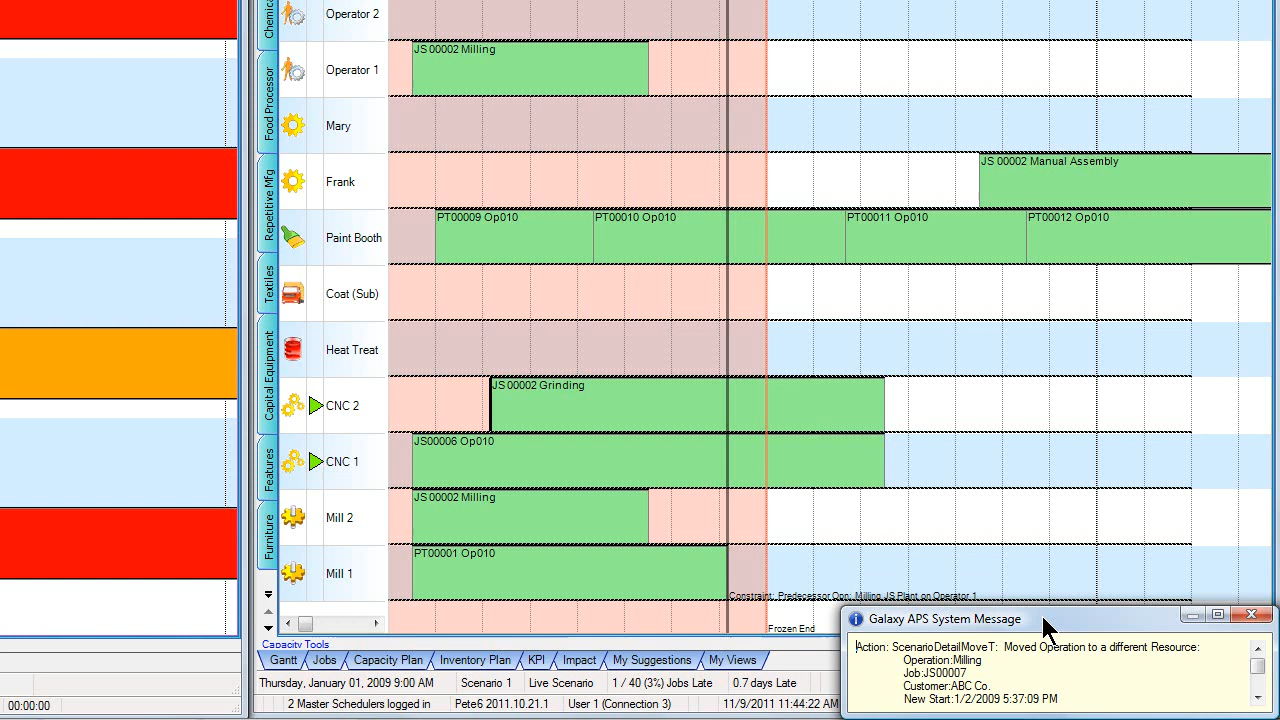 Chemica
Operator 2
JS 00002 Milling
Operator 1
Food Processor
Mary
JS 00002 Manual Assembly
Frank
Repetitive Mfg
PT00009 Op010
PT00010 Op010
PT00011 Op010
PT00012 Op010
Paint Booth
Textiles
Coat (Sub)
Heat Treat
Capital Equipment
JS 00002 Grinding
CNC 2
JS00006 Op010
CNC 1
Features
JS 00002 Milling
Mill 2
Furniture
PT00001 Op010
Mill 1
Constraint: Predecessor Opn: Milling JS Plant on Operator 1
Frozen End
Capacity Tools
Gantt
Jobs
Capacity Plan
Inventory Plan
KPI
Impact
My Suggestions
My Views
Thursday, January 01, 2009 9:00 AM
Scenario 1
Live Scenario
1 / 40 (3%) Jobs Late
0.7 days Late
00:00:00
2 Master Schedulers logged in
Pete6 2011.10.21.1
User 1 (Connection 3)
11/9/2011 11:44:22 AM
Galaxy APS System Message
Action: ScenarioDetailMoveT: Moved Operation to a different Resource:
Operation:Milling
Job:JS00007
Customer:ABC Co.
New Start:1/2/2009 5:37:09 PM